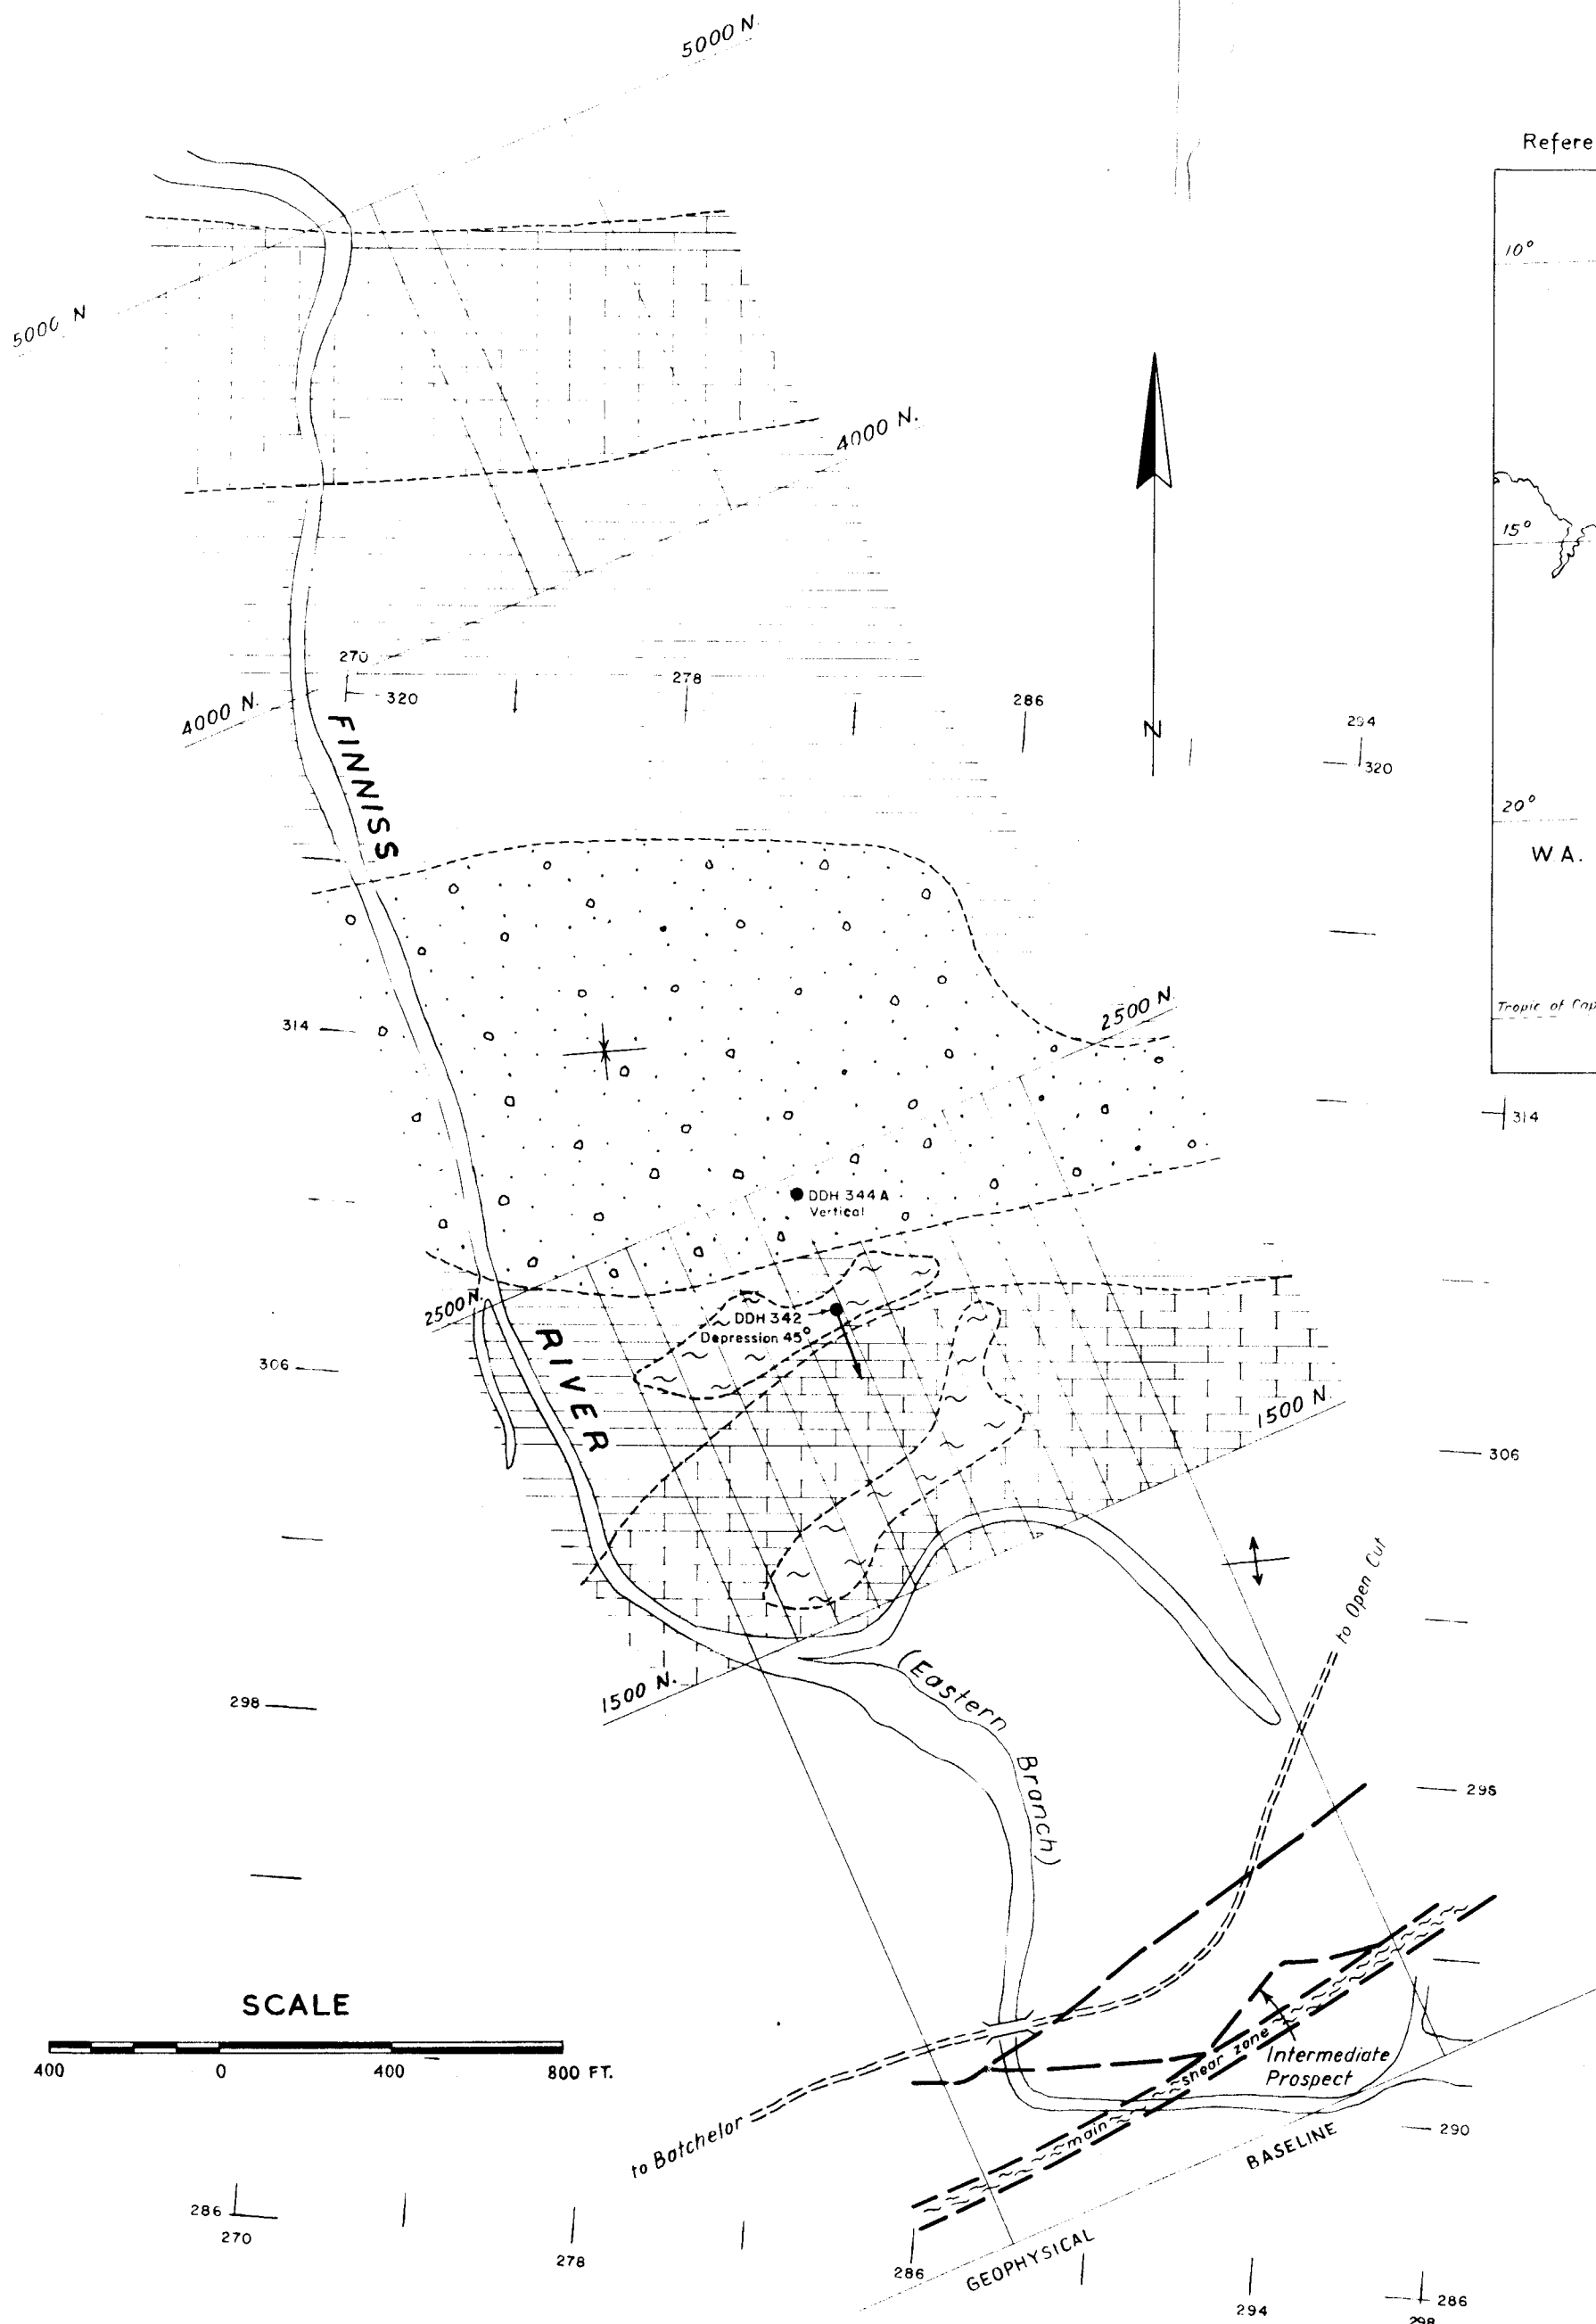 5000 N.
Refere
10°
5000 N
4000 N.
15°
270
320
278
286
294
320
4000 N.
FINNISS
20°
W A.
2500 N.
Tropic of Cap
314
314
DDH 344 A
Vertical
2500 N.
DDH 342
Depression 45°
306
RIVER
1500 N.
306
to Open Cut
1500 N.
298
(Eastern
Branch)
298
SCALE
400 0 400 800 FT.
main shear zone
Intermediate
Prospect
to Batchelor
290
BASELINE
GEOPHYSICAL
286
270
278
286
294
286
298